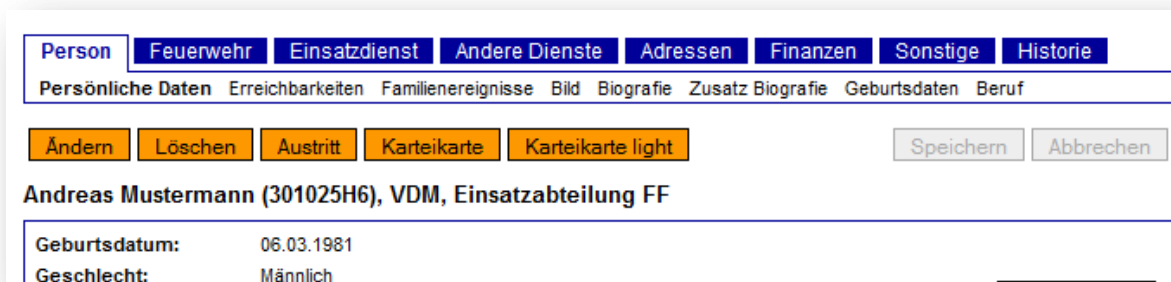 Person Feuerwehr Einsatzdienst Andere Dienste Adressen Finanzen Sonstige Historie
Persönliche Daten Erreichbarkeiten Familienereignisse Bild Biografie Zusatz Biografie Geburtsdaten Beruf
Ändern Löschen Austritt Karteikarte Karteikarte light Speichern Abbrechen
Andreas Mustermann (301025H6), VDM, Einsatzabteilung FF
Geburtsdatum: 06.03.1981
Geschlecht: Männlich